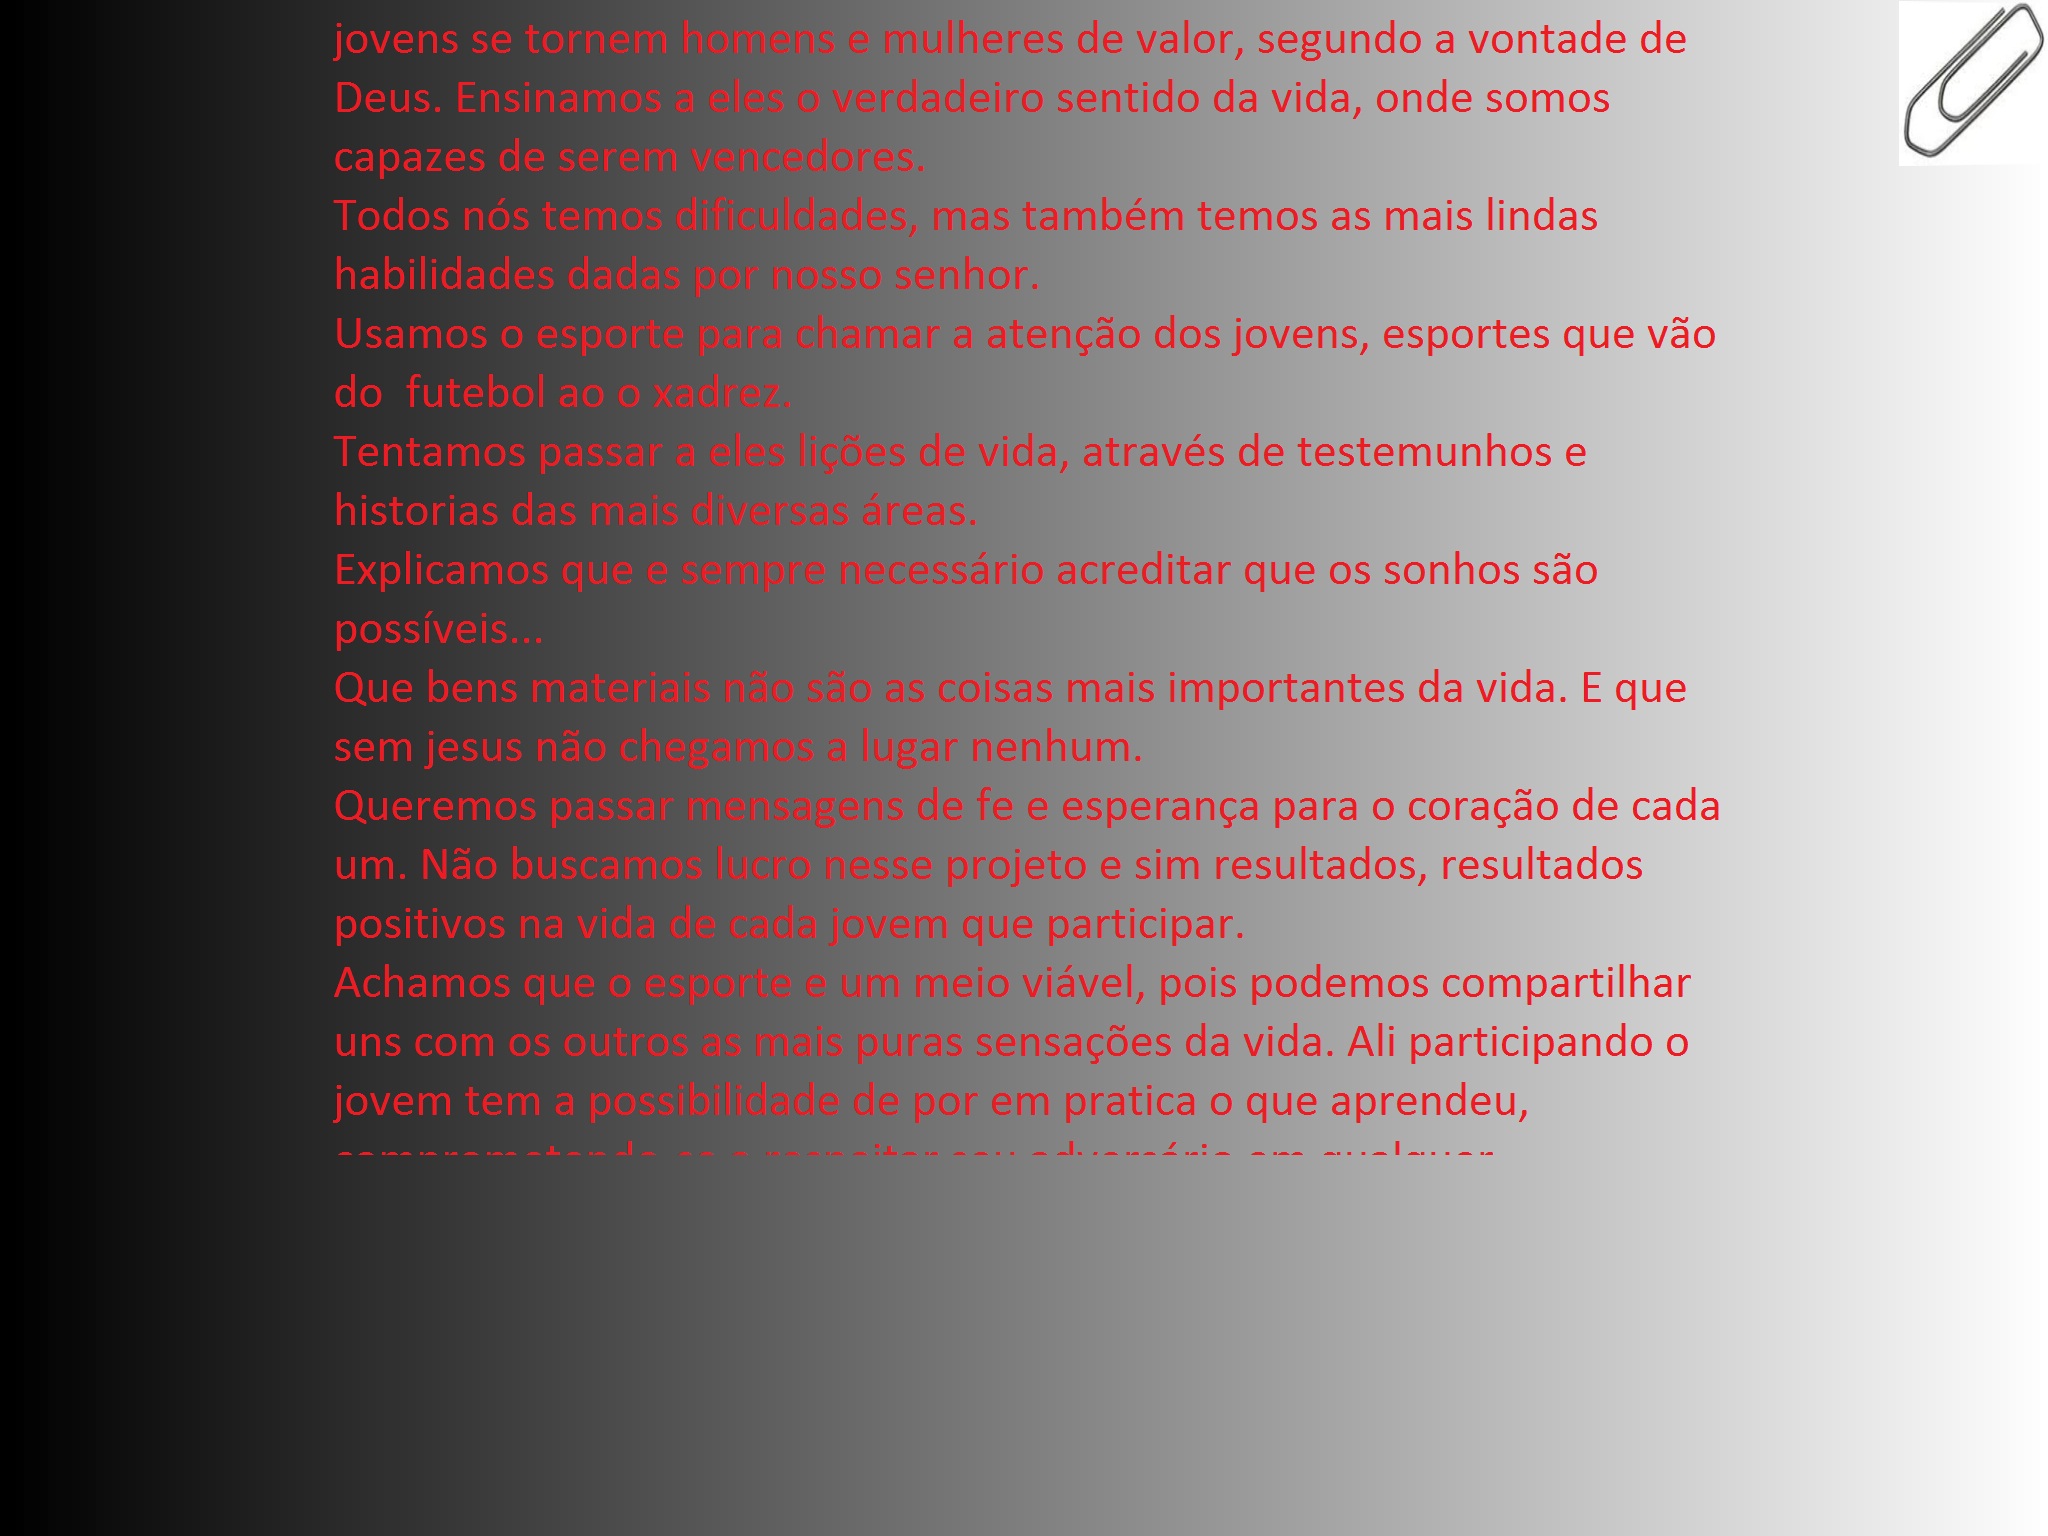 jovens se tornem homens e mulheres de valor, segundo a vontade de
Deus. Ensinamos a eles o verdadeiro sentido da vida, onde somos
capazes de serem vencedores.
Todos nós temos dificuldades, mas também temos as mais lindas
habilidades dadas por nosso senhor.
Usamos o esporte para chamar a atenção dos jovens, esportes que vão
do  futebol ao o xadrez.
Tentamos passar a eles lições de vida, através de testemunhos e
historias das mais diversas áreas.
Explicamos que e sempre necessário acreditar que os sonhos são
possíveis...
Que bens materiais não são as coisas mais importantes da vida. E que
sem jesus não chegamos a lugar nenhum.
Queremos passar mensagens de fe e esperança para o coração de cada
um. Não buscamos lucro nesse projeto e sim resultados, resultados
positivos na vida de cada jovem que participar.
Achamos que o esporte e um meio viável, pois podemos compartilhar
uns com os outros as mais puras sensações da vida. Ali participando o
jovem tem a possibilidade de por em pratica o que aprendeu,